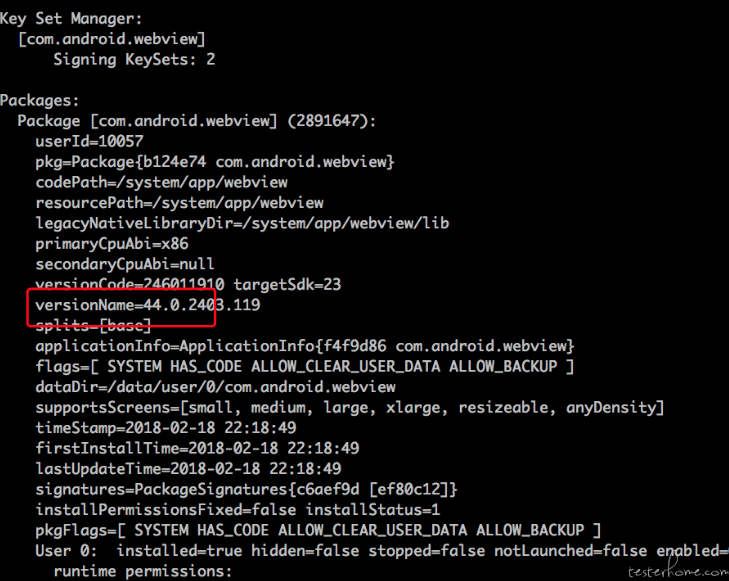 Key Set Manager:
[com.android.webview]
Signing KeySets: 2
Packages:
Package [com.android.webview] (2891647):
userId=10057
pkg=Package{b124e74 com.android.webview}
codePath=/system/app/webview
resourcePath=/system/app/webview
legacyNativeLibraryDir=/system/app/webview/lib
primaryCpuAbi=x86
secondaryCpuAbi=null
versionCode=246011910 targetSdk=23
versionName=44.0.2403.119
splits=[base]
applicationInfo=ApplicationInfo{f4f9d86 com.android.webview}
flags=[ SYSTEM HAS_CODE ALLOW_CLEAR_USER_DATA ALLOW_BACKUP ]
dataDir=/data/user/0/com.android.webview
supportsScreens=[small, medium, large, xlarge, resizeable, anyDensity]
timeStamp=2018-02-18 22:18:49
firstInstallTime=2018-02-18 22:18:49
lastUpdateTime=2018-02-18 22:18:49
signatures=PackageSignatures{c6aef9d [ef80c12]}
installPermissionsFixed=false installStatus=1
pkgFlags=[ SYSTEM HAS_CODE ALLOW_CLEAR_USER_DATA ALLOW_BACKUP ]
User 0:  installed=true hidden=false stopped=false notLaunched=false enabled=
runtime permissions:
testerhome.com